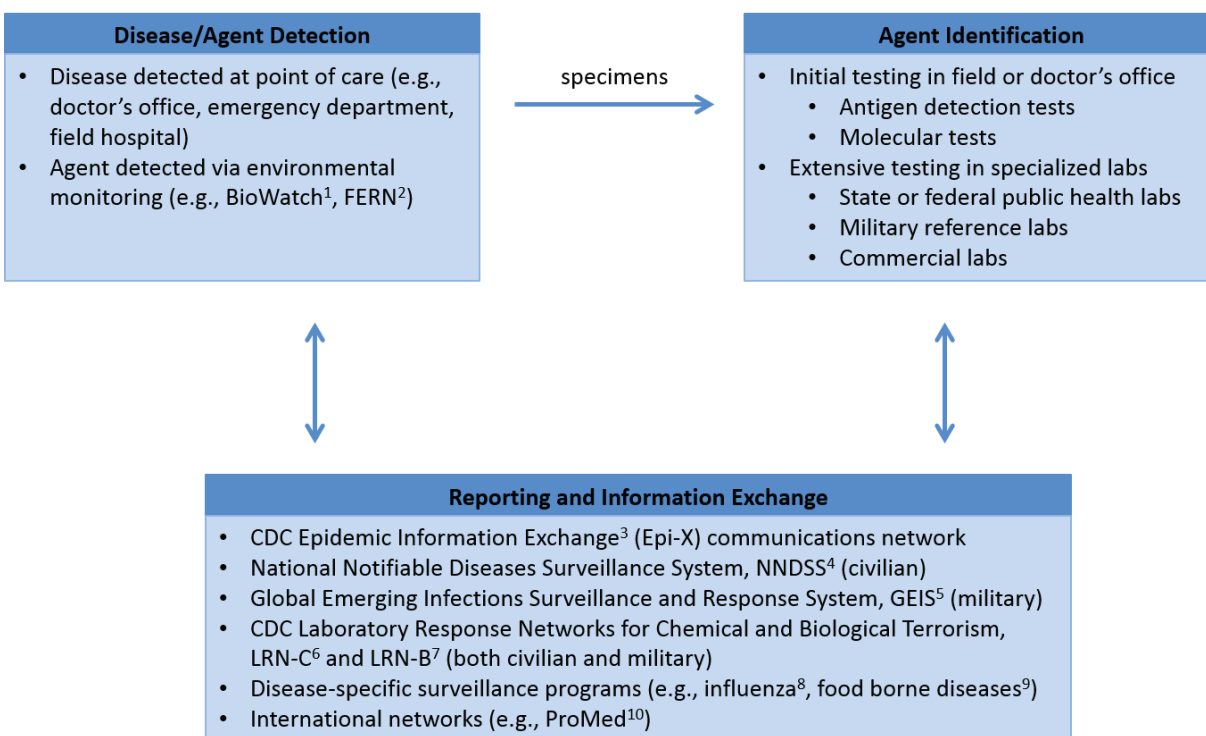 Disease/Agent Detection
• Disease detected at point of care (e.g.,
doctor’s office, emergency department,
field hospital)
• Agent detected via environmental
monitoring (e.g., BioWatch¹, FERN²)
specimens
Agent Identification
• Initial testing in field or doctor’s office
• Antigen detection tests
• Molecular tests
• Extensive testing in specialized labs
• State or federal public health labs
• Military reference labs
• Commercial labs
Reporting and Information Exchange
• CDC Epidemic Information Exchange³ (Epi-X) communications network
• National Notifiable Diseases Surveillance System, NNDSS⁴ (civilian)
• Global Emerging Infections Surveillance and Response System, GEIS⁵ (military)
• CDC Laboratory Response Networks for Chemical and Biological Terrorism,
LRN-C⁶ and LRN-B⁷ (both civilian and military)
• Disease-specific surveillance programs (e.g., influenza⁸, food borne diseases⁹)
• International networks (e.g., ProMed¹⁰)